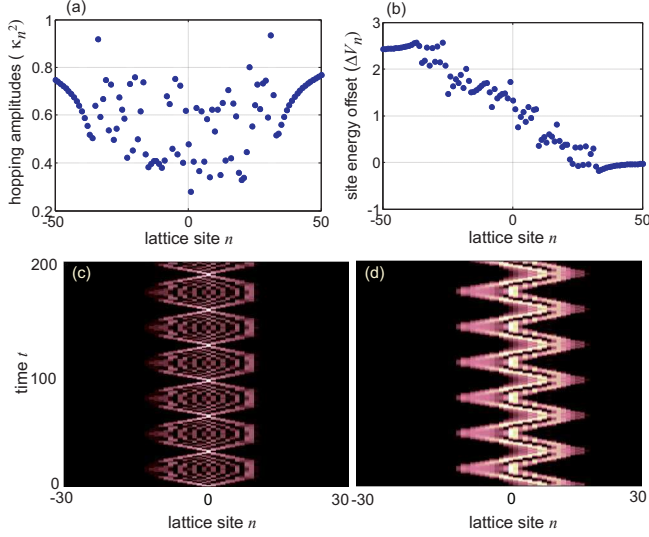 (a)
(b)
hopping amplitudes ( κₙ²)
1
0.8
0.6
0.4
0.2
-50
0
50
lattice site n
site energy offset (ΔVₙ)
3
2
1
0
-1
-50
0
50
lattice site n
(c)
(d)
time t
200
100
0
-30
0
30
-30
0
30
lattice site n
lattice site n